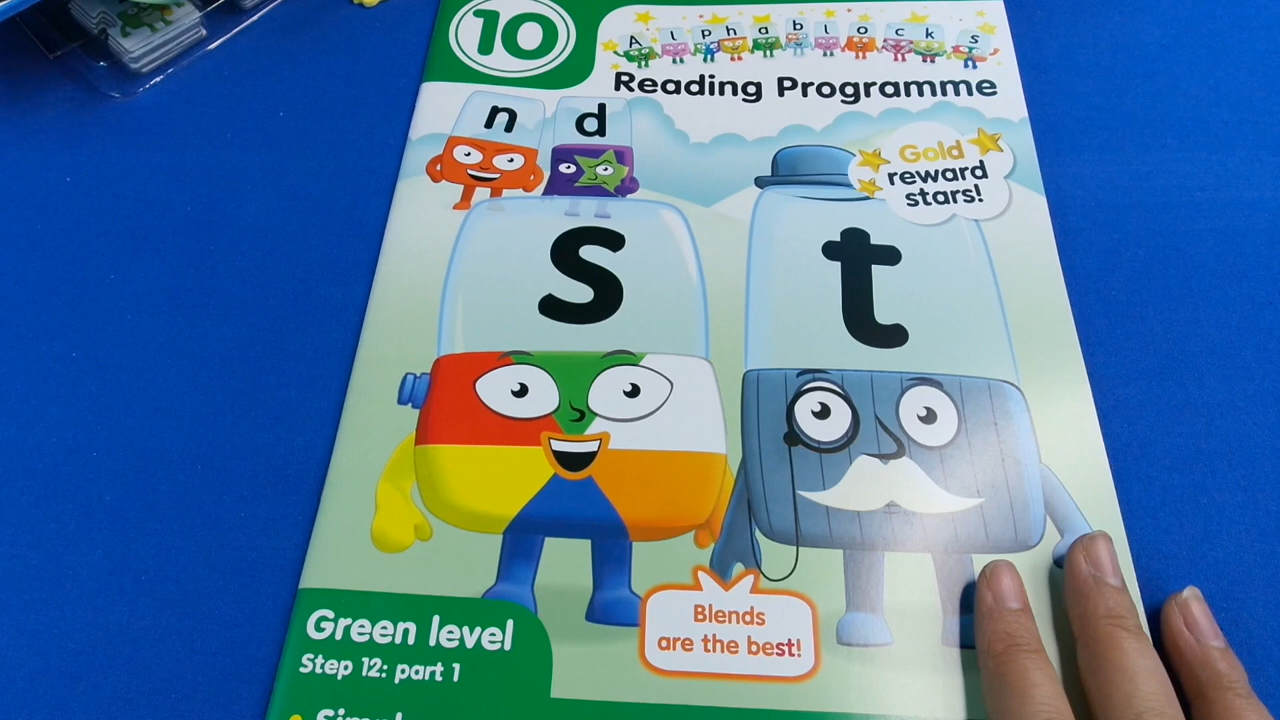 10
Alphablocks
Reading Programme
n d
Gold
reward
stars!
s t
Blends
are the best!
Green level
Step 12: part 1